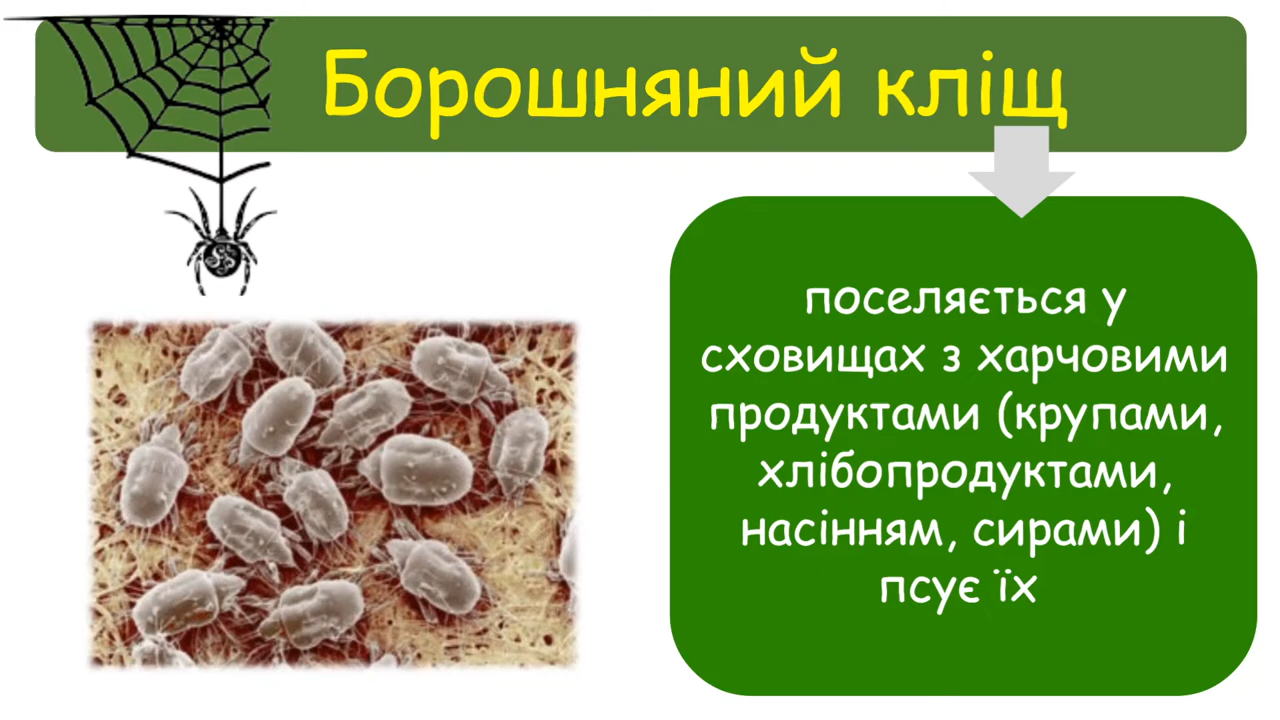 Борошняний кліщ
поселяється у
сховищах з харчовими
продуктами (крупами,
хлібопродуктами,
насінням, сирами) і
псує їх